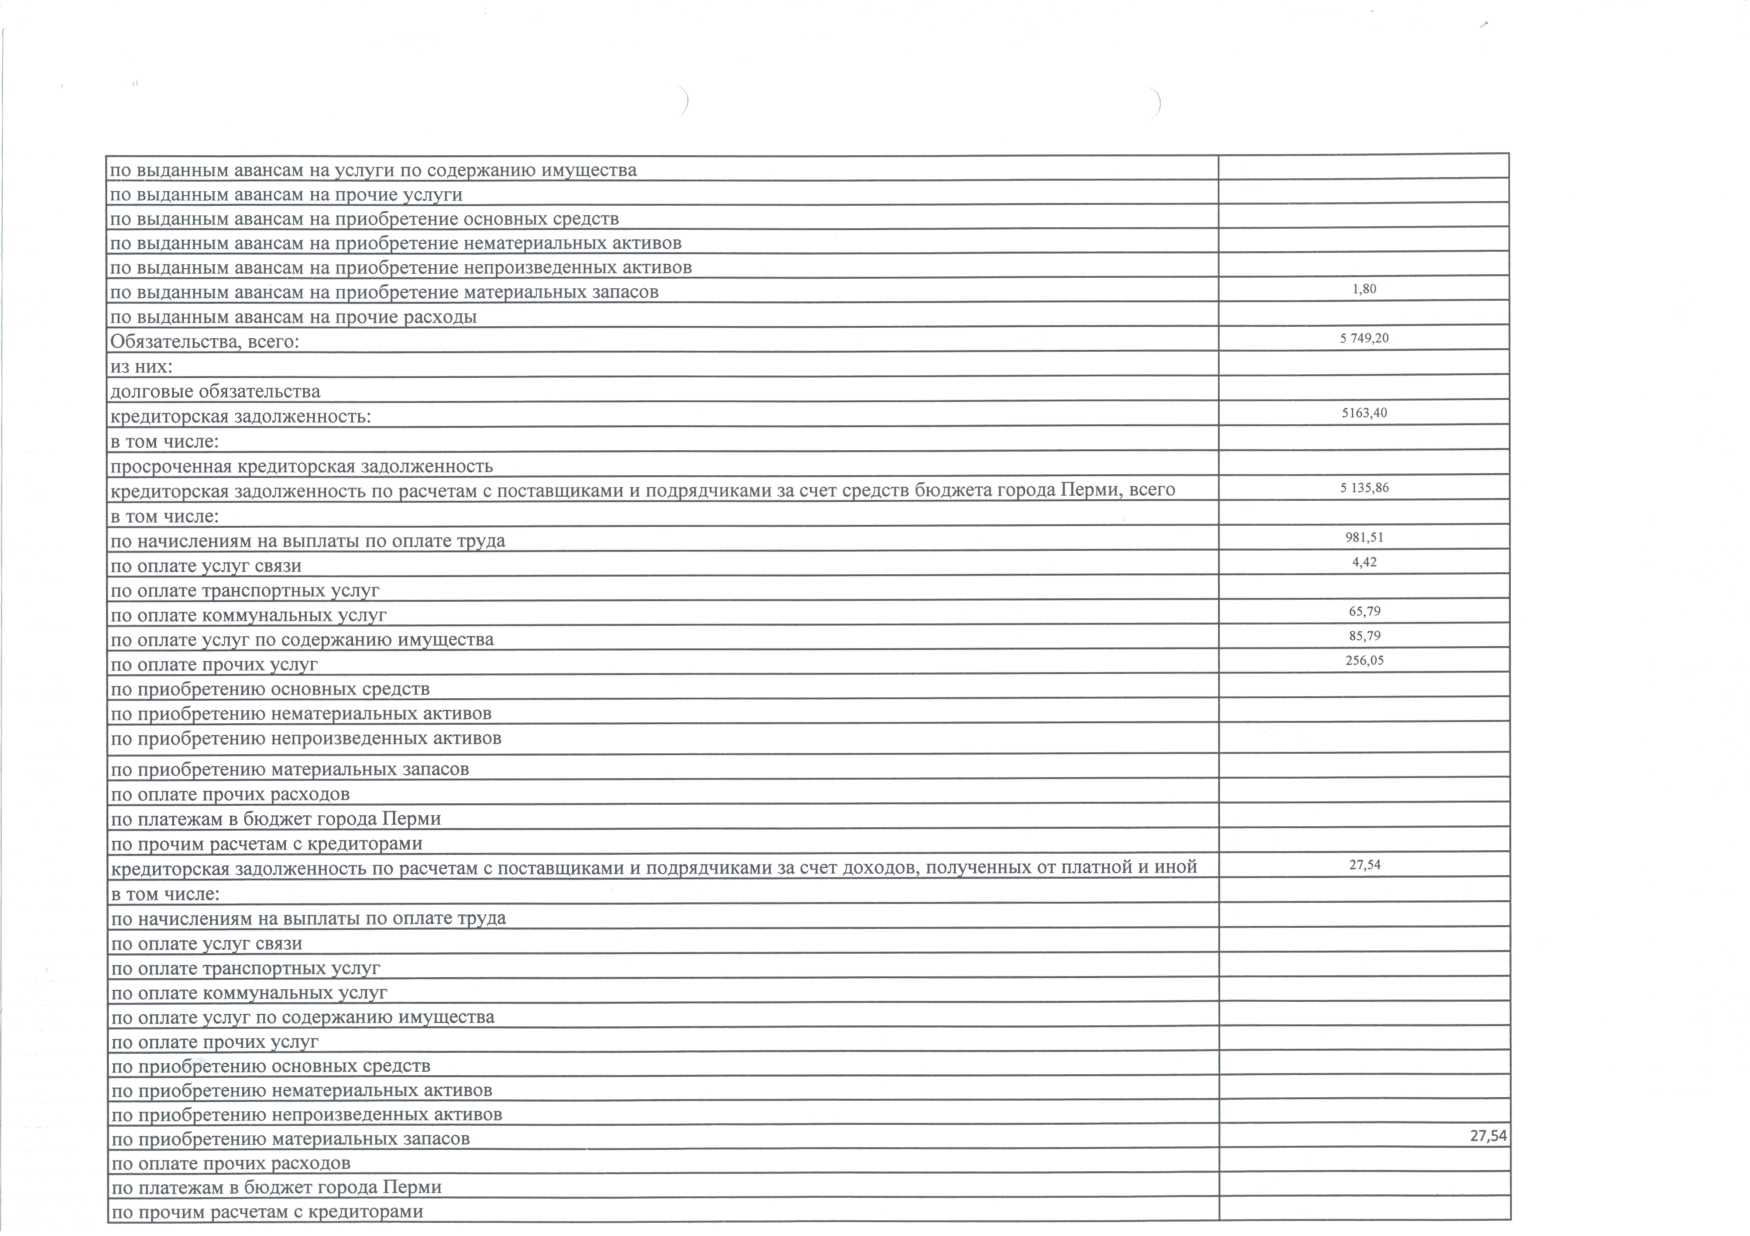 по выданным авансам на услуги по содержанию имущества
по выданным авансам на прочие услуги
по выданным авансам на приобретение основных средств
по выданным авансам на приобретение нематериальных активов
по выданным авансам на приобретение непроизведенных активов
по выданным авансам на приобретение материальных запасов 1,80
по выданным авансам на прочие расходы
Обязательства, всего: 5 749,20
из них:
долговые обязательства
кредиторская задолженность: 5163,40
в том числе:
просроченная кредиторская задолженность
кредиторская задолженность по расчетам с поставщиками и подрядчиками за счет средств бюджета города Перми, всего 5 135,86
в том числе:
по начислениям на выплаты по оплате труда 981,51
по оплате услуг связи 4,42
по оплате транспортных услуг
по оплате коммунальных услуг 65,79
по оплате услуг по содержанию имущества 85,79
по оплате прочих услуг 256,05
по приобретению основных средств
по приобретению нематериальных активов
по приобретению непроизведенных активов
по приобретению материальных запасов
по оплате прочих расходов
по платежам в бюджет города Перми
по прочим расчетам с кредиторами
кредиторская задолженность по расчетам с поставщиками и подрядчиками за счет доходов, полученных от платной и иной 27,54
в том числе:
по начислениям на выплаты по оплате труда
по оплате услуг связи
по оплате транспортных услуг
по оплате коммунальных услуг
по оплате услуг по содержанию имущества
по оплате прочих услуг
по приобретению основных средств
по приобретению нематериальных активов
по приобретению непроизведенных активов
по приобретению материальных запасов 27,54
по оплате прочих расходов
по платежам в бюджет города Перми
по прочим расчетам с кредиторами